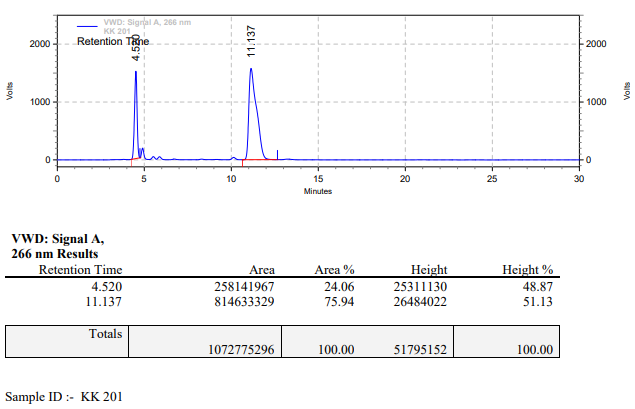 VWD: Signal A, 266 nm
KK 201
Retention Time
4.520
11.137
2000
1000
0
2000
1000
0
Volts
Volts
0 5 10 15 20 25 30
Minutes
VWD: Signal A,
266 nm Results
Retention Time Area Area % Height Height %
4.520 258141967 24.06 25311130 48.87
11.137 814633329 75.94 26484022 51.13
Totals
1072775296 100.00 51795152 100.00
Sample ID :- KK 201